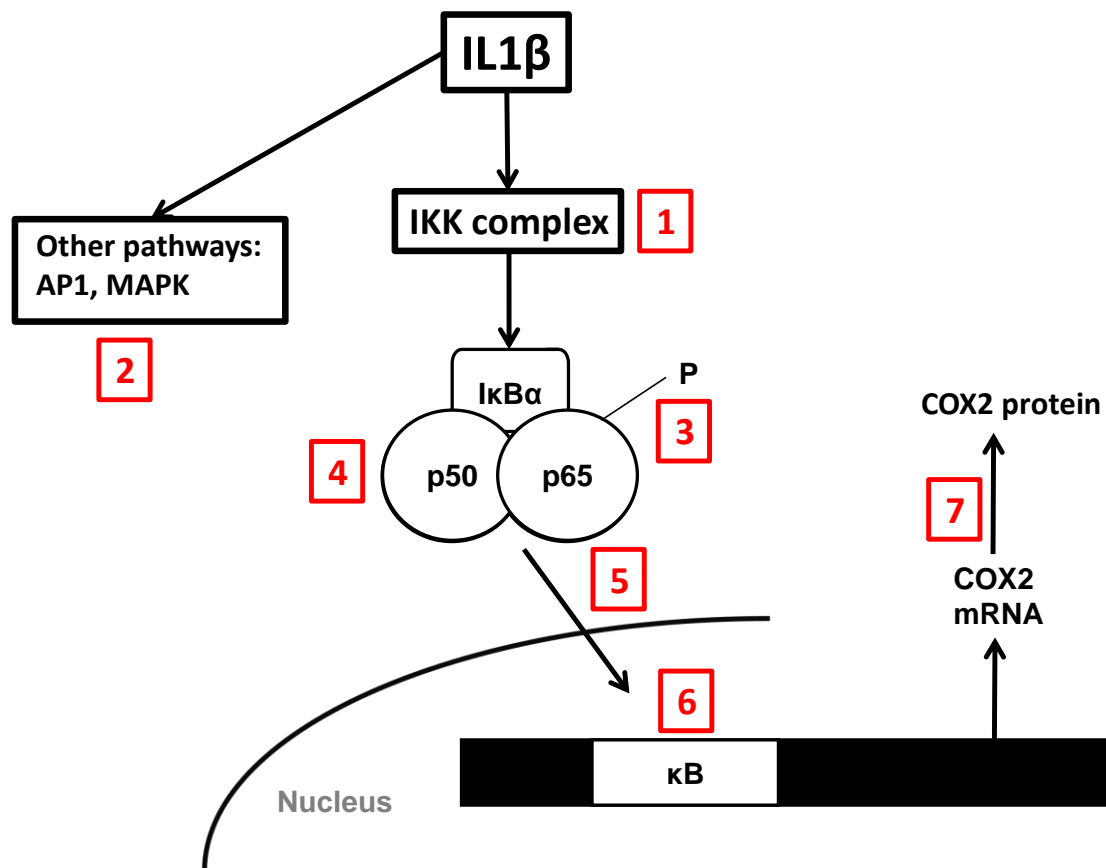 IL1β
IKK complex
1
Other pathways:
AP1, MAPK
2
IκBα
P
3
4
p50
p65
COX2 protein
7
5
COX2
mRNA
6
κB
Nucleus